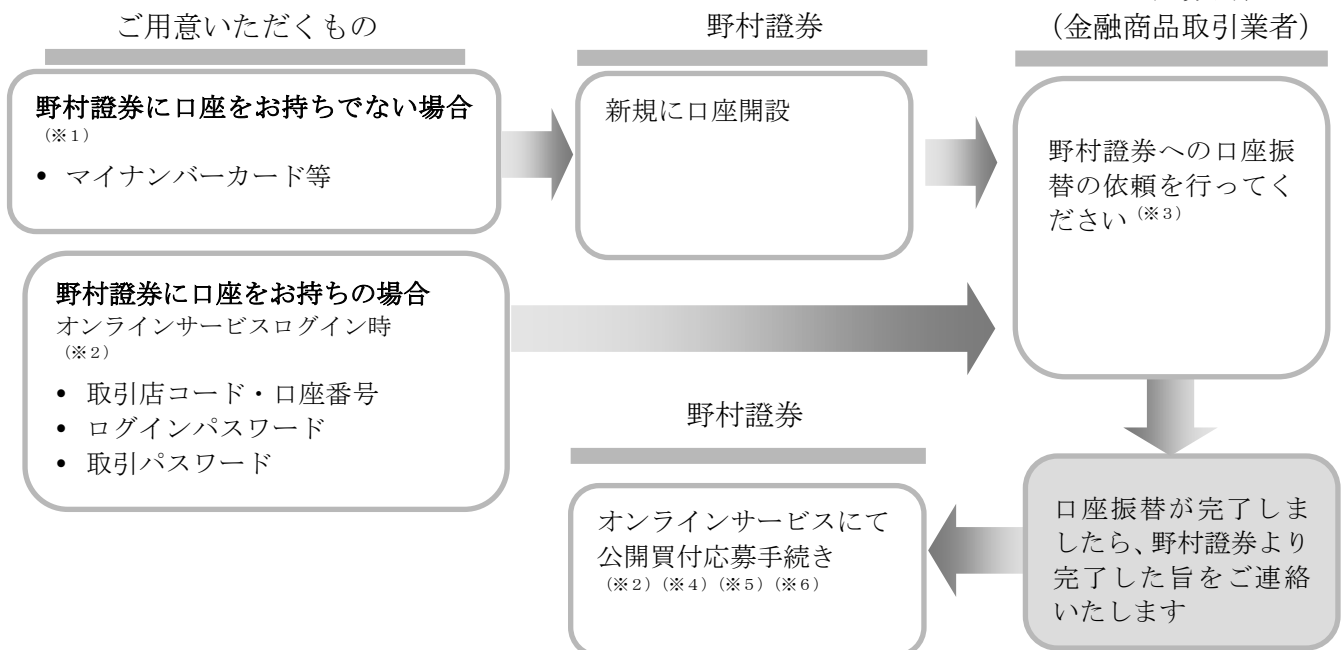 ご用意いただくもの
野村證券
（金融商品取引業者）
野村證券に口座をお持ちでない場合
（※１）
• マイナンバーカード等
新規に口座開設
野村證券への口座振
替の依頼を行ってく
ださい（※３）
野村證券に口座をお持ちの場合
オンラインサービスログイン時
（※２）
• 取引店コード・口座番号
• ログインパスワード
• 取引パスワード
野村證券
オンラインサービスにて
公開買付応募手続き
（※２）（※４）（※５）（※６）
口座振替が完了しま
したら、野村證券より
完了した旨をご連絡
いたします